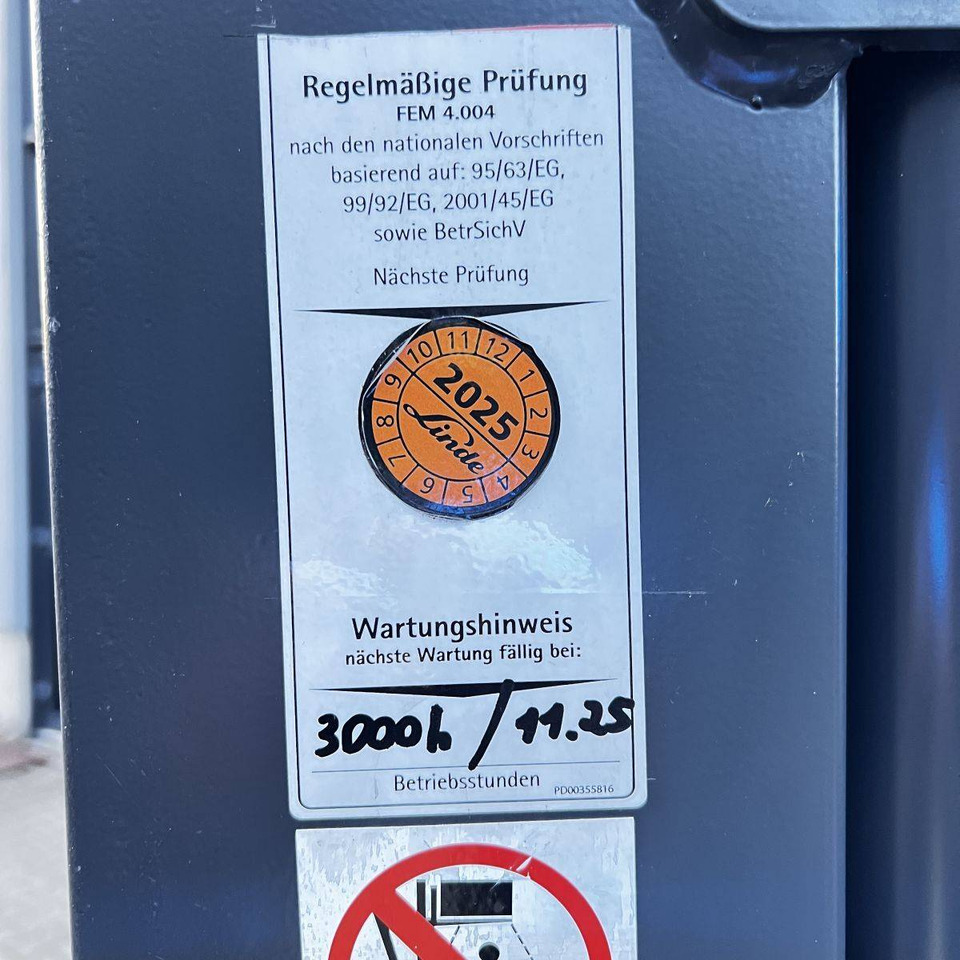 Regelmäßige Prüfung
FEM 4.004
nach den nationalen Vorschriften
basierend auf: 95/63/EG,
99/92/EG, 2001/45/EG
sowie BetrSichV
Nächste Prüfung
10 11 12 1 2 3 4 5 6 7 8 9
2025
Linde
Wartungshinweis
nächste Wartung fällig bei:
3000h / 11.25
Betriebsstunden
PD00355816